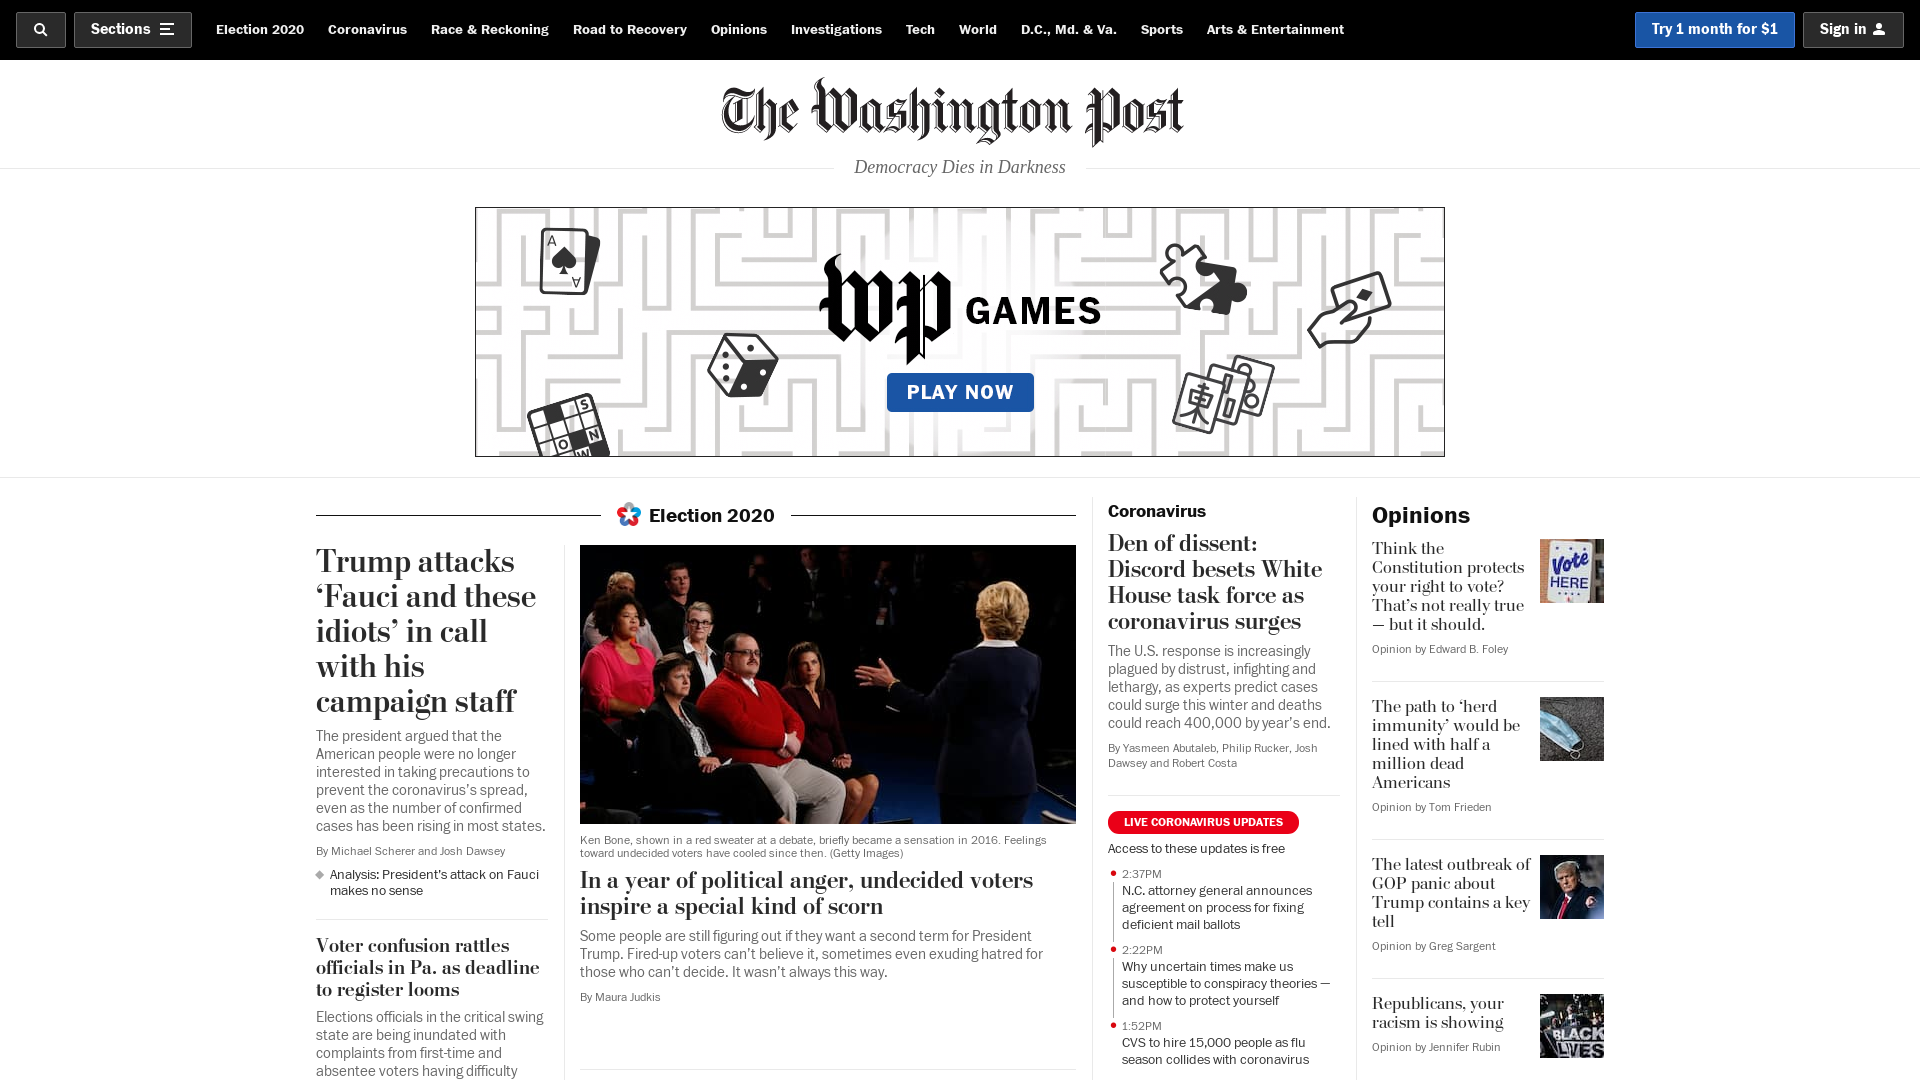 Sections
Election 2020
Coronavirus
Race & Reckoning
Road to Recovery
Opinions
Investigations
Tech
World
D.C., Md. & Va.
Sports
Arts & Entertainment
Try 1 month for $1
Sign in
The Washington Post
Democracy Dies in Darkness
A
A
wp GAMES
PLAY NOW
S
O N
W
東
Election 2020
Trump attacks
‘Fauci and these
idiots’ in call
with his
campaign staff
The president argued that the
American people were no longer
interested in taking precautions to
prevent the coronavirus’s spread,
even as the number of confirmed
cases has been rising in most states.
By Michael Scherer and Josh Dawsey
Analysis: President's attack on Fauci
makes no sense
Voter confusion rattles
officials in Pa. as deadline
to register looms
Elections officials in the critical swing
state are being inundated with
complaints from first-time and
absentee voters having difficulty
Ken Bone, shown in a red sweater at a debate, briefly became a sensation in 2016. Feelings
toward undecided voters have cooled since then. (Getty Images)
In a year of political anger, undecided voters
inspire a special kind of scorn
Some people are still figuring out if they want a second term for President
Trump. Fired-up voters can’t believe it, sometimes even exuding hatred for
those who can’t decide. It wasn’t always this way.
By Maura Judkis
Coronavirus
Den of dissent:
Discord besets White
House task force as
coronavirus surges
The U.S. response is increasingly
plagued by distrust, infighting and
lethargy, as experts predict cases
could surge this winter and deaths
could reach 400,000 by year’s end.
By Yasmeen Abutaleb, Philip Rucker, Josh
Dawsey and Robert Costa
LIVE CORONAVIRUS UPDATES
Access to these updates is free
2:37PM
N.C. attorney general announces
agreement on process for fixing
deficient mail ballots
2:22PM
Why uncertain times make us
susceptible to conspiracy theories —
and how to protect yourself
1:52PM
CVS to hire 15,000 people as flu
season collides with coronavirus
Opinions
Think the
Constitution protects
your right to vote?
That’s not really true
— but it should.
Opinion by Edward B. Foley
Vote
HERE
The path to ‘herd
immunity’ would be
lined with half a
million dead
Americans
Opinion by Tom Frieden
The latest outbreak of
GOP panic about
Trump contains a key
tell
Opinion by Greg Sargent
Republicans, your
racism is showing
Opinion by Jennifer Rubin
BLACK
LIVES